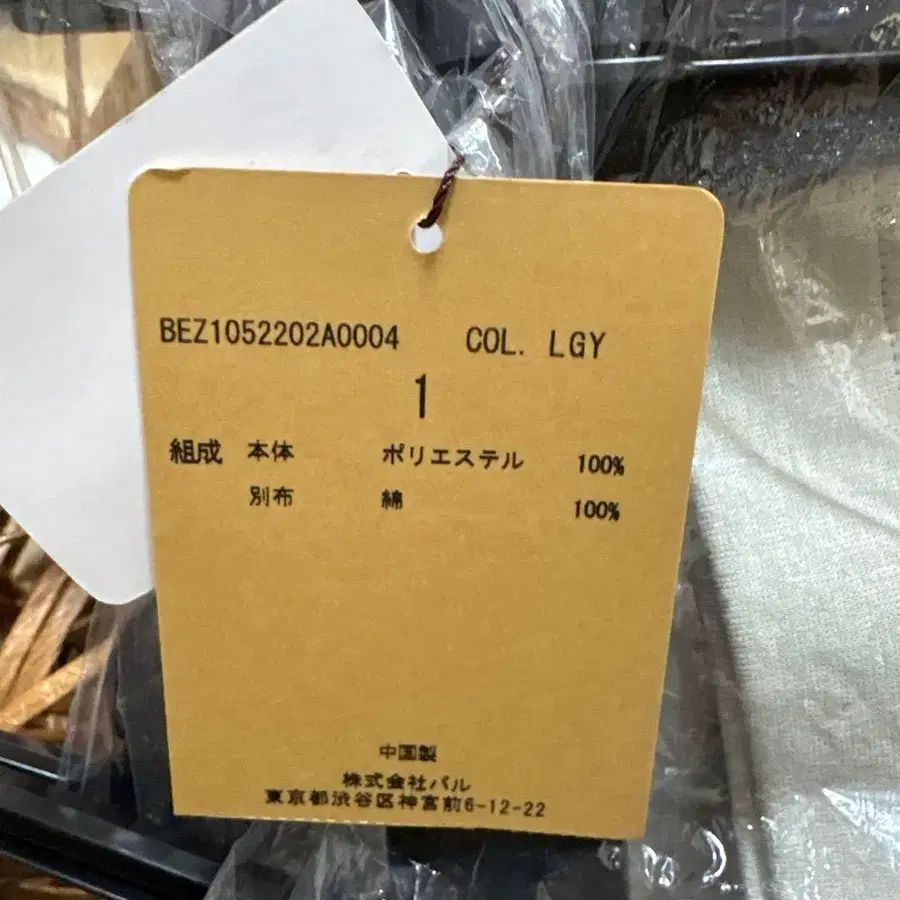 BEZ1052202A0004 COL. LGY
1
組成 本体 ポリエステル 100%
別布 綿 100%
中国製
株式会社パル
東京都渋谷区神宮前6-12-22